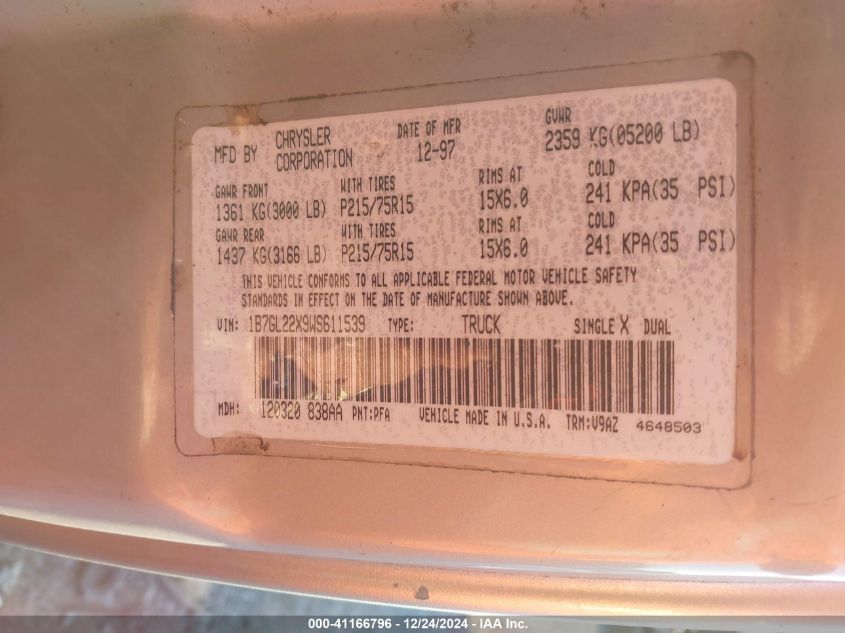 MFD BY CHRYSLER CORPORATION DATE OF MFR 12-97 GVWR 2359 KG(05200 LB)
GAWR FRONT WITH TIRES RIMS AT COLD
1361 KG(3000 LB) P215/75R15 15X6.0 241 KPA(35 PSI)
GAWR REAR WITH TIRES RIMS AT COLD
1437 KG(3166 LB) P215/75R15 15X6.0 241 KPA(35 PSI)
THIS VEHICLE CONFORMS TO ALL APPLICABLE FEDERAL MOTOR VEHICLE SAFETY
STANDARDS IN EFFECT ON THE DATE OF MANUFACTURE SHOWN ABOVE.
VIN: 1B7GL22X9WS611539 TYPE: TRUCK SINGLE X DUAL
MDH: 120320 838AA PNT:PFA VEHICLE MADE IN U.S.A. TRM:V9AZ 4648503
000-41166796 - 12/24/2024 - IAA Inc.